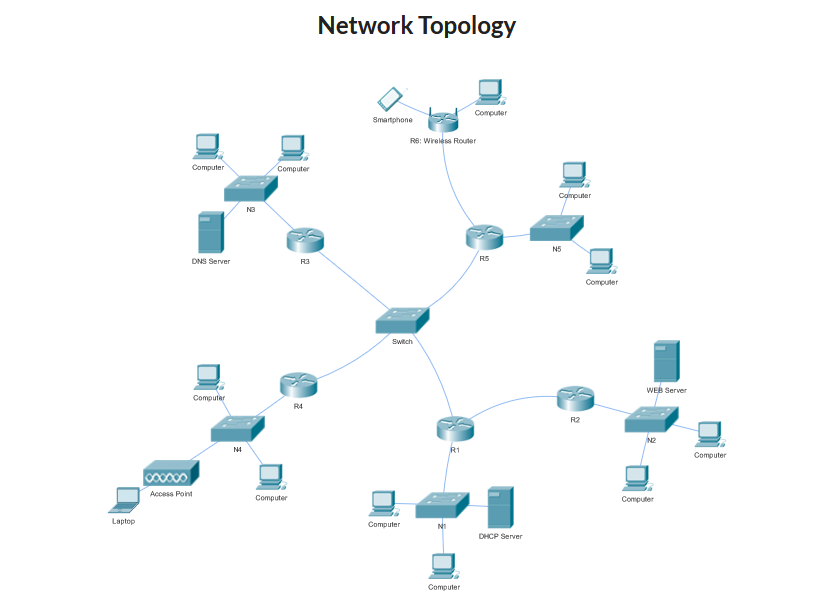 Network Topology
Smartphone
Computer
R6: Wireless Router
Computer
Computer
Computer
N3
R5
N5
DNS Server
R3
Computer
Switch
WEB Server
Computer
R4
R2
N4
R1
N2
Computer
Access Point
Computer
Computer
Laptop
Computer
N1
DHCP Server
Computer